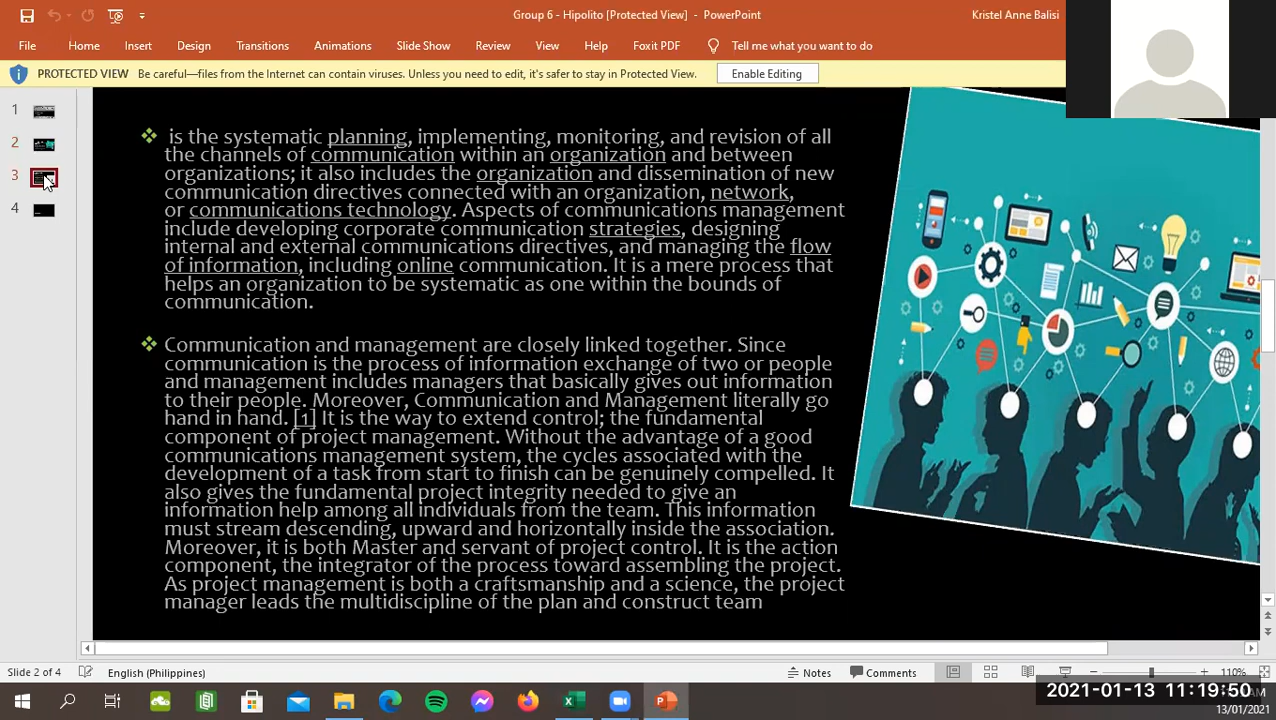 Group 6 - Hipolito [Protected View] - PowerPoint
Kristel Anne Balisi
File Home Insert Design Transitions Animations Slide Show Review View Help Foxit PDF Tell me what you want to do
PROTECTED VIEW Be careful—files from the Internet can contain viruses. Unless you need to edit, it's safer to stay in Protected View. Enable Editing
1
2
3
4
is the systematic planning, implementing, monitoring, and revision of all
the channels of communication within an organization and between
organizations; it also includes the organization and dissemination of new
communication directives connected with an organization, network,
or communications technology. Aspects of communications management
include developing corporate communication strategies, designing
internal and external communications directives, and managing the flow
of information, including online communication. It is a mere process that
helps an organization to be systematic as one within the bounds of
communication.
Communication and management are closely linked together. Since
communication is the process of information exchange of two or people
and management includes managers that basically gives out information
to their people. Moreover, Communication and Management literally go
hand in hand. [1] It is the way to extend control; the fundamental
component of project management. Without the advantage of a good
communications management system, the cycles associated with the
development of a task from start to finish can be genuinely compelled. It
also gives the fundamental project integrity needed to give an
information help among all individuals from the team. This information
must stream descending, upward and horizontally inside the association.
Moreover, it is both Master and servant of project control. It is the action
component, the integrator of the process toward assembling the project.
As project management is both a craftsmanship and a science, the project
manager leads the multidiscipline of the plan and construct team
Slide 2 of 4 English (Philippines) Notes Comments 110%
2021-01-13 11:19:50
13/01/2021